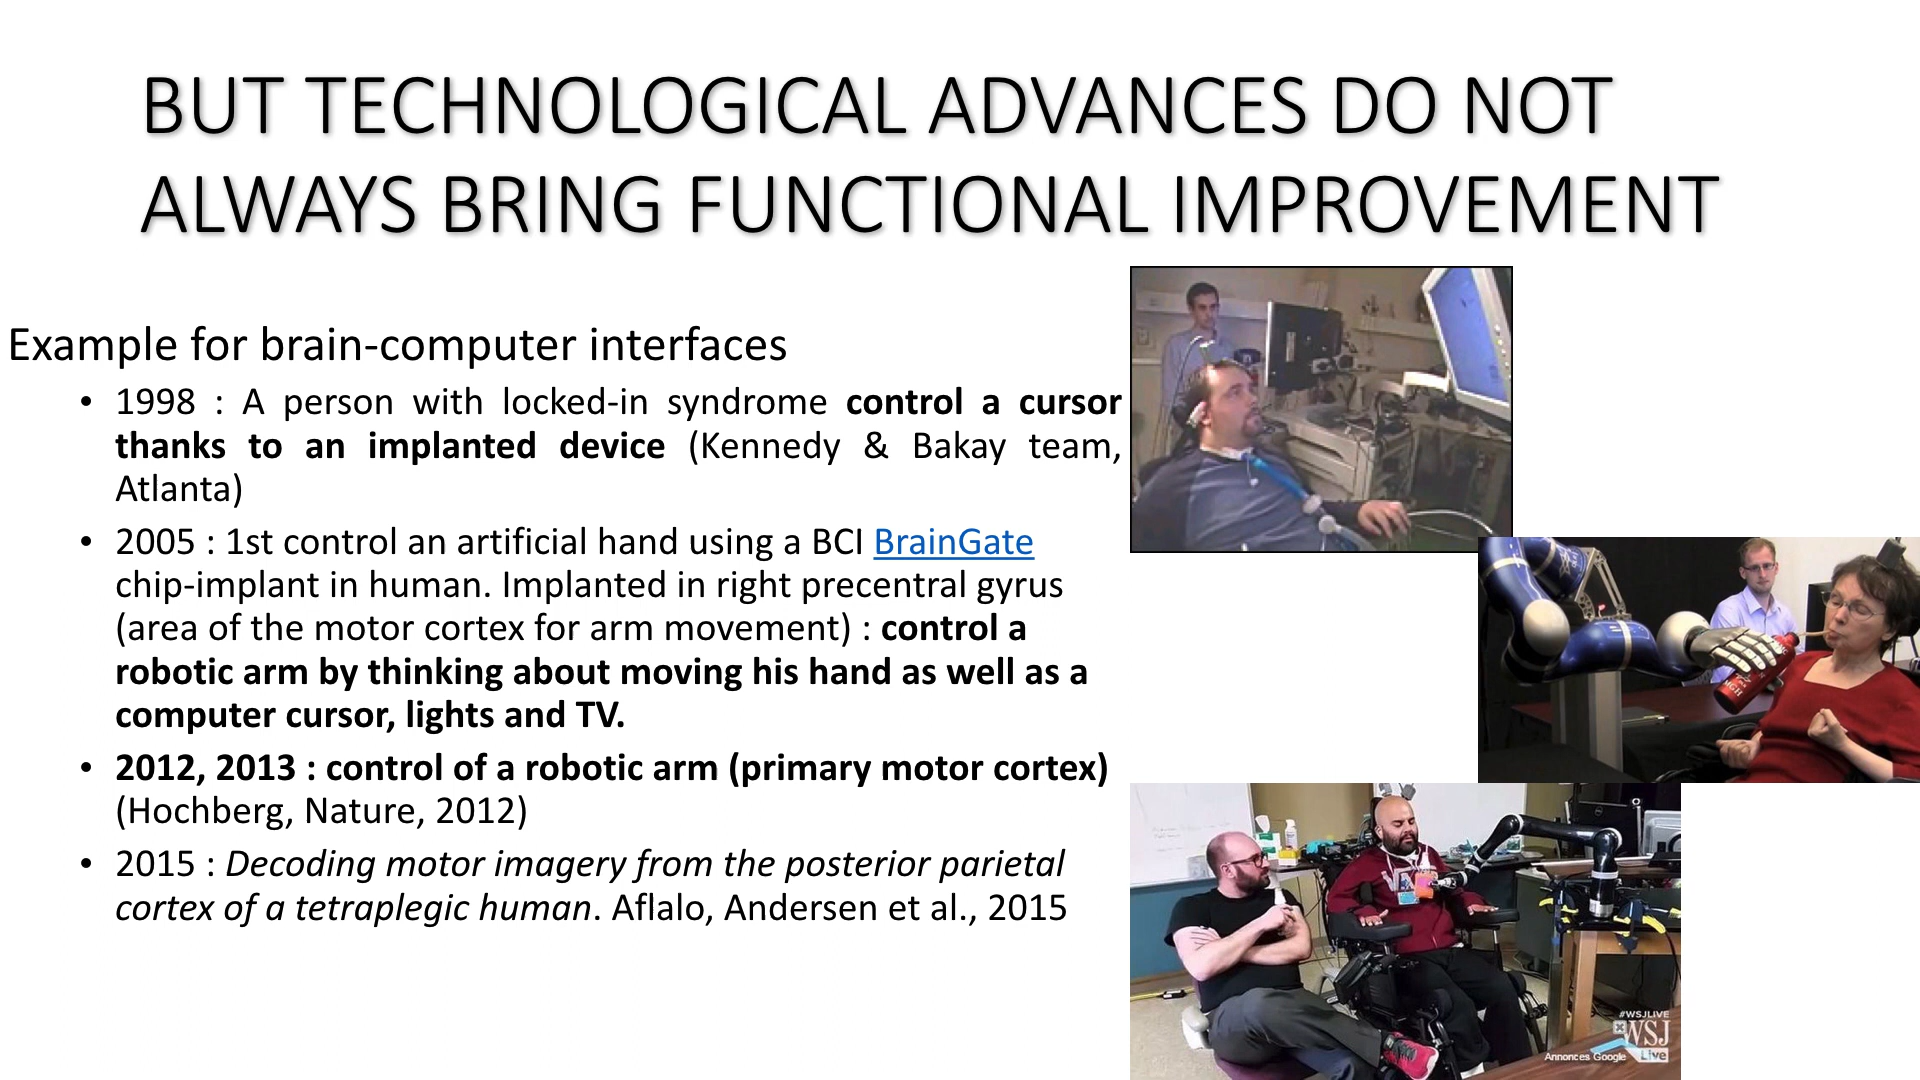 BUT TECHNOLOGICAL ADVANCES DO NOT
ALWAYS BRING FUNCTIONAL IMPROVEMENT
Example for brain-computer interfaces
• 1998 : A person with locked-in syndrome control a cursor
thanks to an implanted device (Kennedy & Bakay team,
Atlanta)
• 2005 : 1st control an artificial hand using a BCI BrainGate
chip-implant in human. Implanted in right precentral gyrus
(area of the motor cortex for arm movement) : control a
robotic arm by thinking about moving his hand as well as a
computer cursor, lights and TV.
• 2012, 2013 : control of a robotic arm (primary motor cortex)
(Hochberg, Nature, 2012)
• 2015 : Decoding motor imagery from the posterior parietal
cortex of a tetraplegic human. Aflalo, Andersen et al., 2015
#WSJLIVE
WSJ
Live
Annonces Google